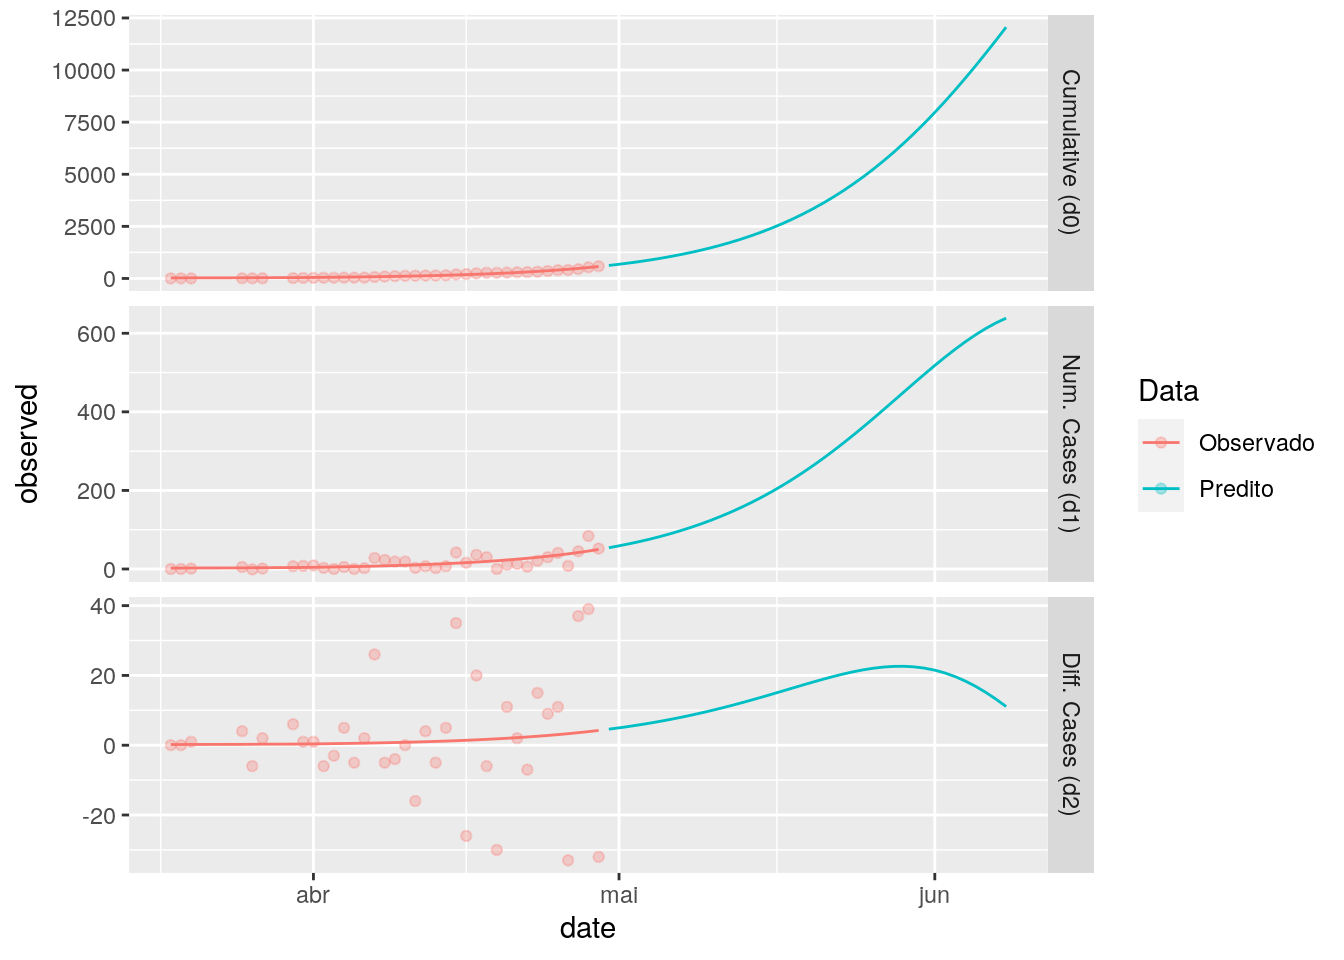 12500
10000
7500
5000
2500
0
Cumulative (d0)
600
400
200
0
Num. Cases (d1)
40
20
0
-20
Diff. Cases (d2)
abr
mai
jun
date
observed
Data
Observado
Predito